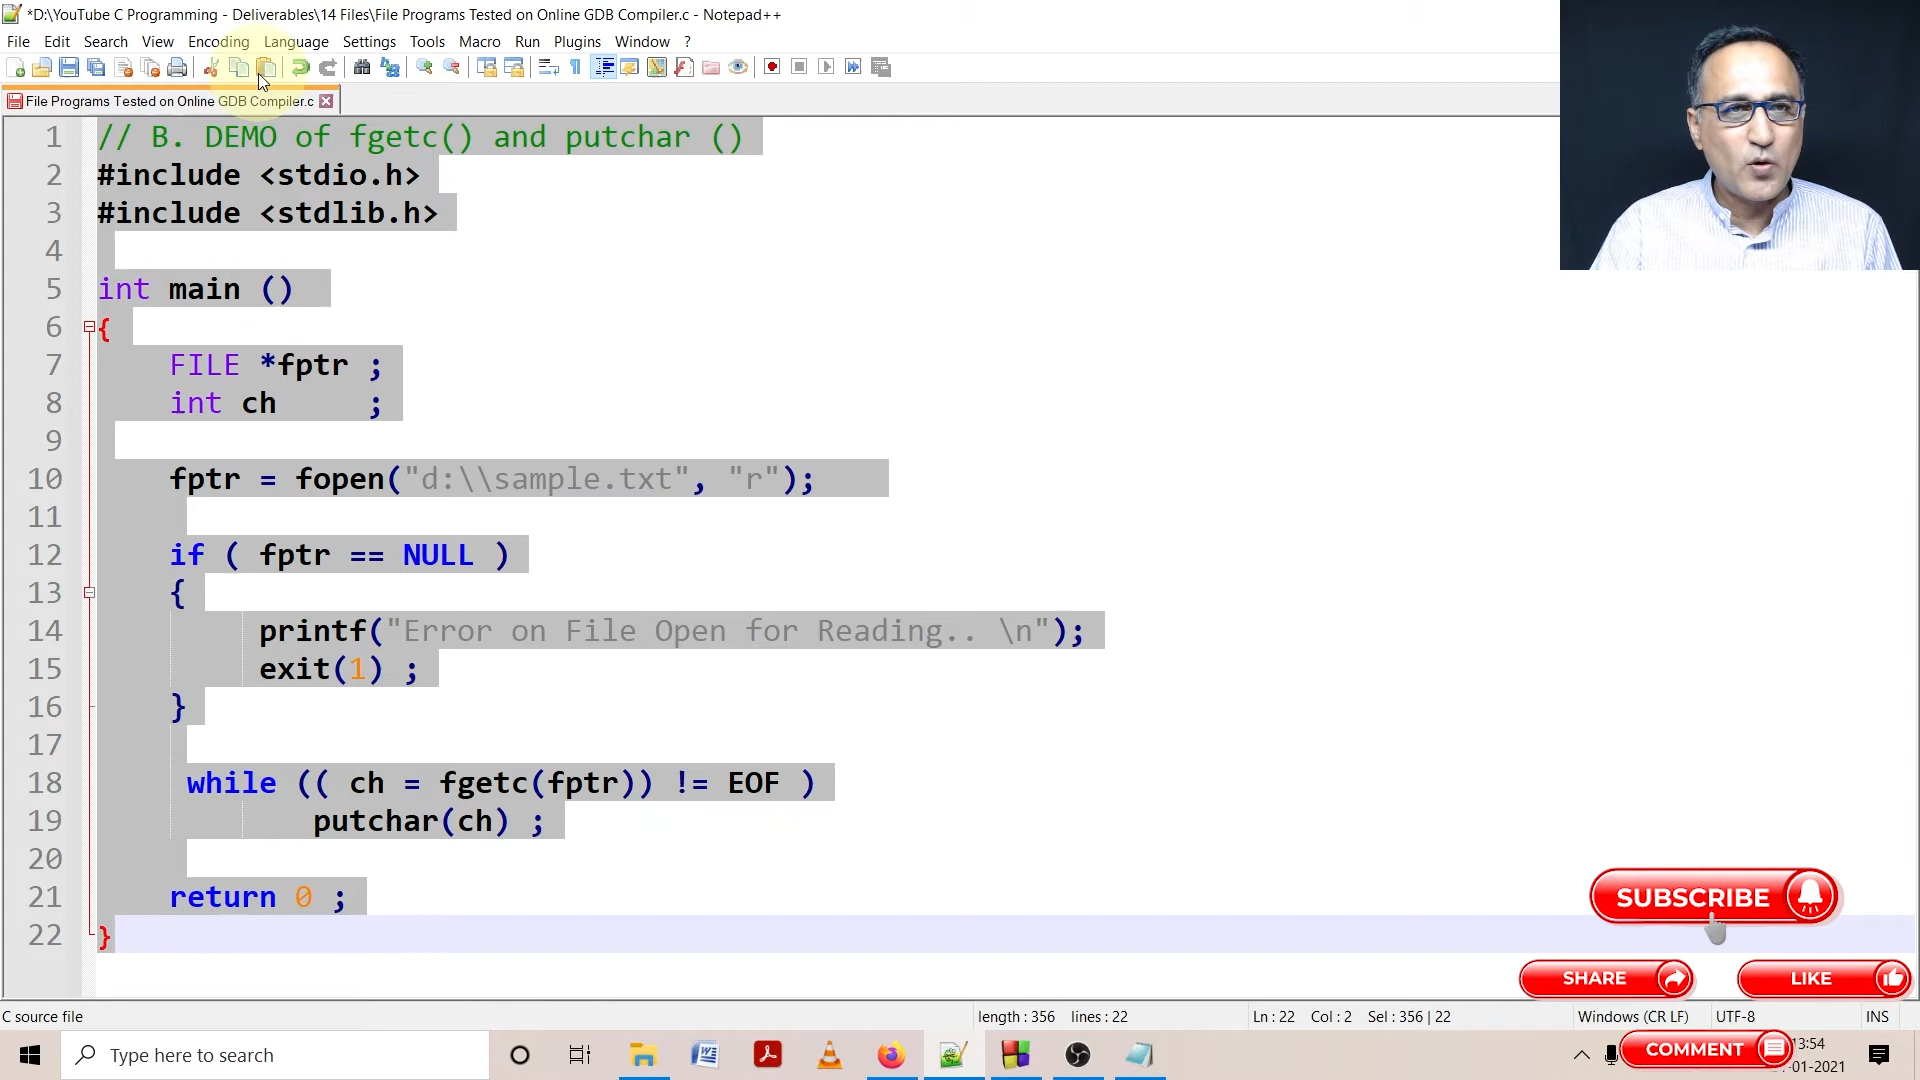 *D:\YouTube C Programming - Deliverables\14 Files\File Programs Tested on Online GDB Compiler.c - Notepad++
File Edit Search View Encoding Language Settings Tools Macro Run Plugins Window ?
File Programs Tested on Online GDB Compiler.c
1 // B. DEMO of fgetc() and putchar ()
2 #include <stdio.h>
3 #include <stdlib.h>
4
5 int main ()
6 {
7 FILE *fptr ;
8 int ch ;
9
10 fptr = fopen("d:\\sample.txt", "r");
11
12 if ( fptr == NULL )
13 {
14 printf("Error on File Open for Reading.. \n");
15 exit(1) ;
16 }
17
18 while (( ch = fgetc(fptr)) != EOF )
19 putchar(ch) ;
20
21 return 0 ;
22 }
SUBSCRIBE
SHARE LIKE
C source file length : 356 lines : 22 Ln : 22 Col : 2 Sel : 356 | 22 Windows (CR LF) UTF-8 INS
Type here to search
COMMENT
13:54
-01-2021